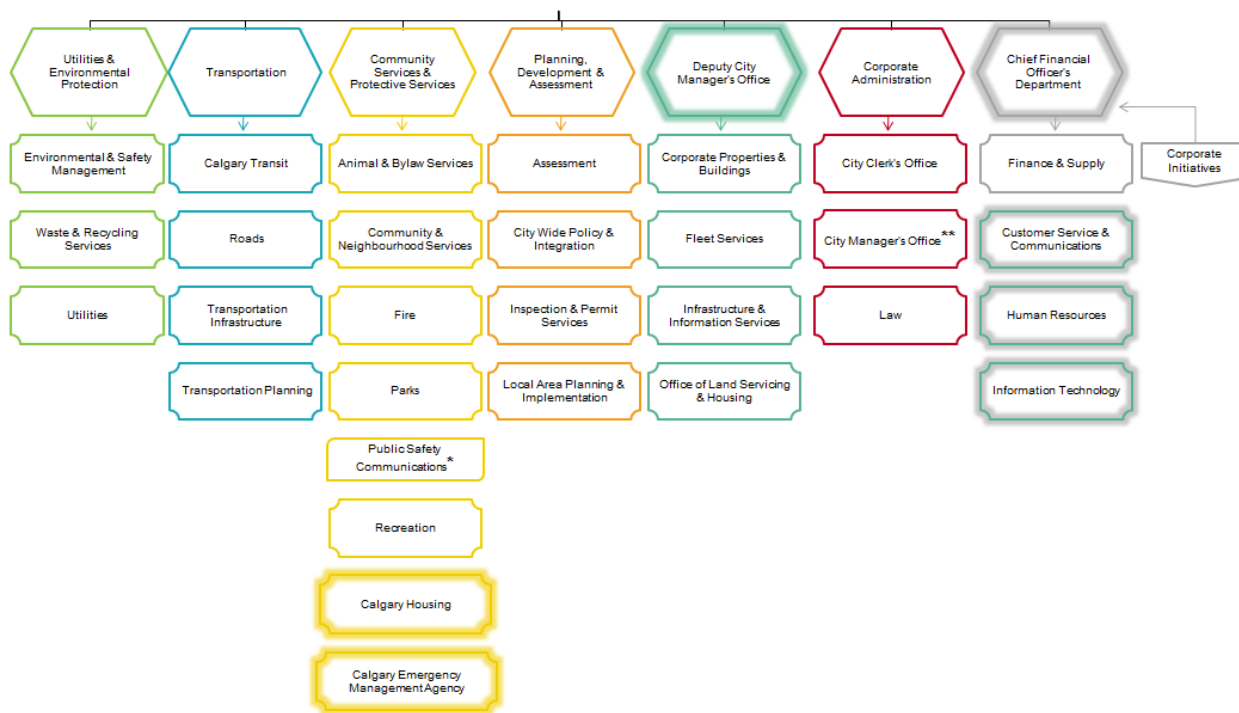 Utilities &
Environmental
Protection
Transportation
Community
Services &
Protective Services
Planning,
Development &
Assessment
Deputy City
Manager's Office
Corporate
Administration
Chief Financial
Officer's
Department
Environmental & Safety
Management
Calgary Transit
Animal & Bylaw Services
Assessment
Corporate Properties &
Buildings
City Clerk's Office
Finance & Supply
Corporate
Initiatives
Waste & Recycling
Services
Roads
Community &
Neighbourhood Services
City Wide Policy &
Integration
Fleet Services
City Manager's Office**
Customer Service &
Communications
Utilities
Transportation
Infrastructure
Fire
Inspection & Permit
Services
Infrastructure &
Information Services
Law
Human Resources
Transportation Planning
Parks
Local Area Planning &
Implementation
Office of Land Servicing
& Housing
Information Technology
Public Safety
Communications*
Recreation
Calgary Housing
Calgary Emergency
Management Agency